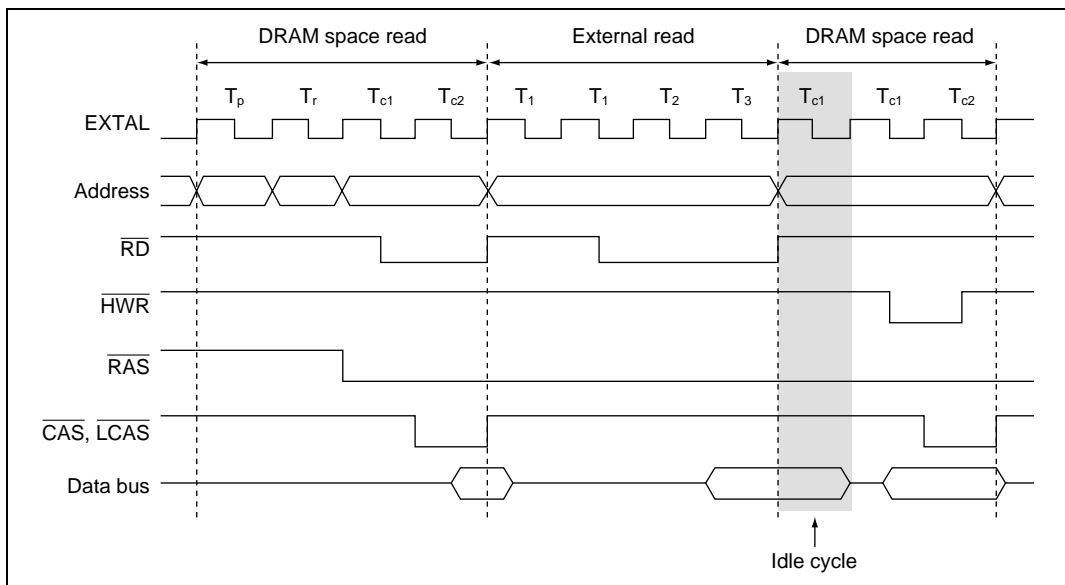 DRAM space read External read DRAM space read
Tp Tr Tc1 Tc2 T1 T1 T2 T3 Tc1 Tc1 Tc2
EXTAL
Address
RD
HWR
RAS
CAS, LCAS
Data bus
Idle cycle